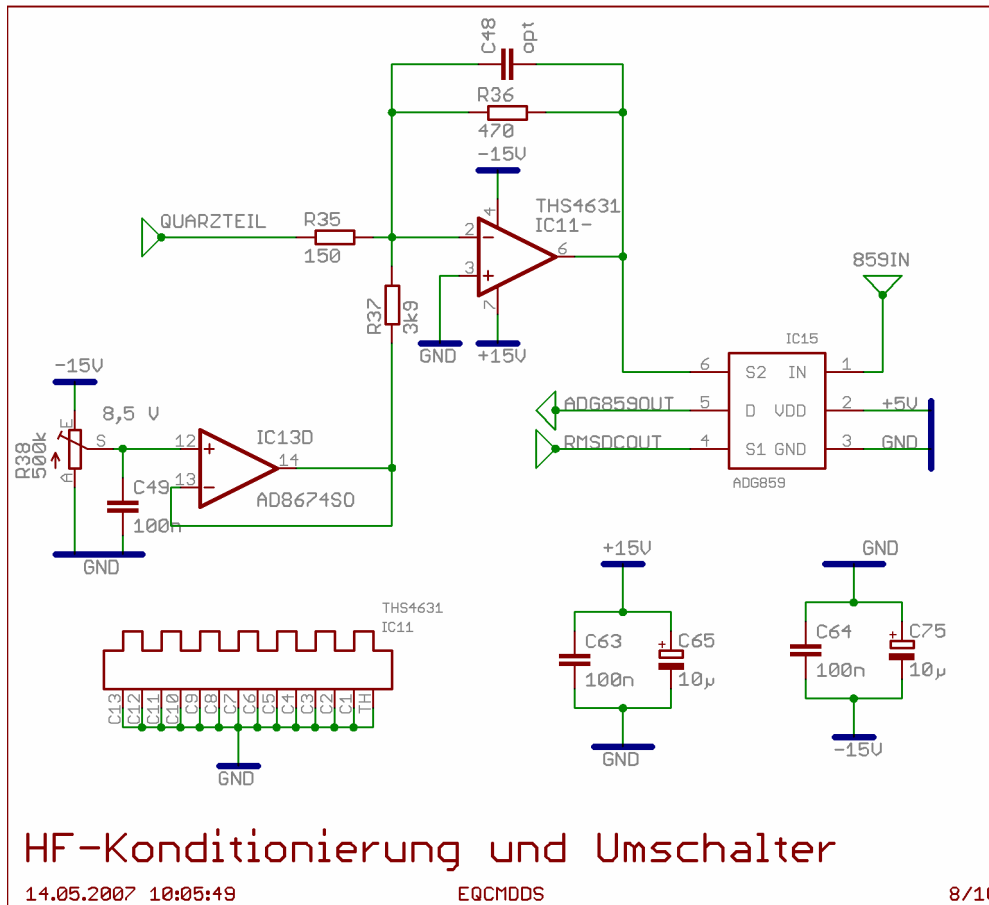 C48
opt
R36
470
-15V
THS4631
IC11-
4
2
3
6
7
QUARZTEIL
R35
150
R37
3k9
GND
+15V
859IN
IC15
6
S2
IN
1
ADG859OUT
5
D
VDD
2
+5V
RMSDCOUT
4
S1
GND
3
GND
ADG859
-15V
8,5 V
R38
500k
E
S
A
12
13
14
IC13D
AD8674SO
C49
100n
GND
THS4631
IC11
C13
C12
C11
C10
C9
C8
C7
C6
C5
C4
C3
C2
C1
TH
GND
+15V
C63
100n
C65
10µ
GND
GND
C64
100n
C75
10µ
-15V
HF-Konditionierung und Umschalter
14.05.2007 10:05:49
EQCMDDS